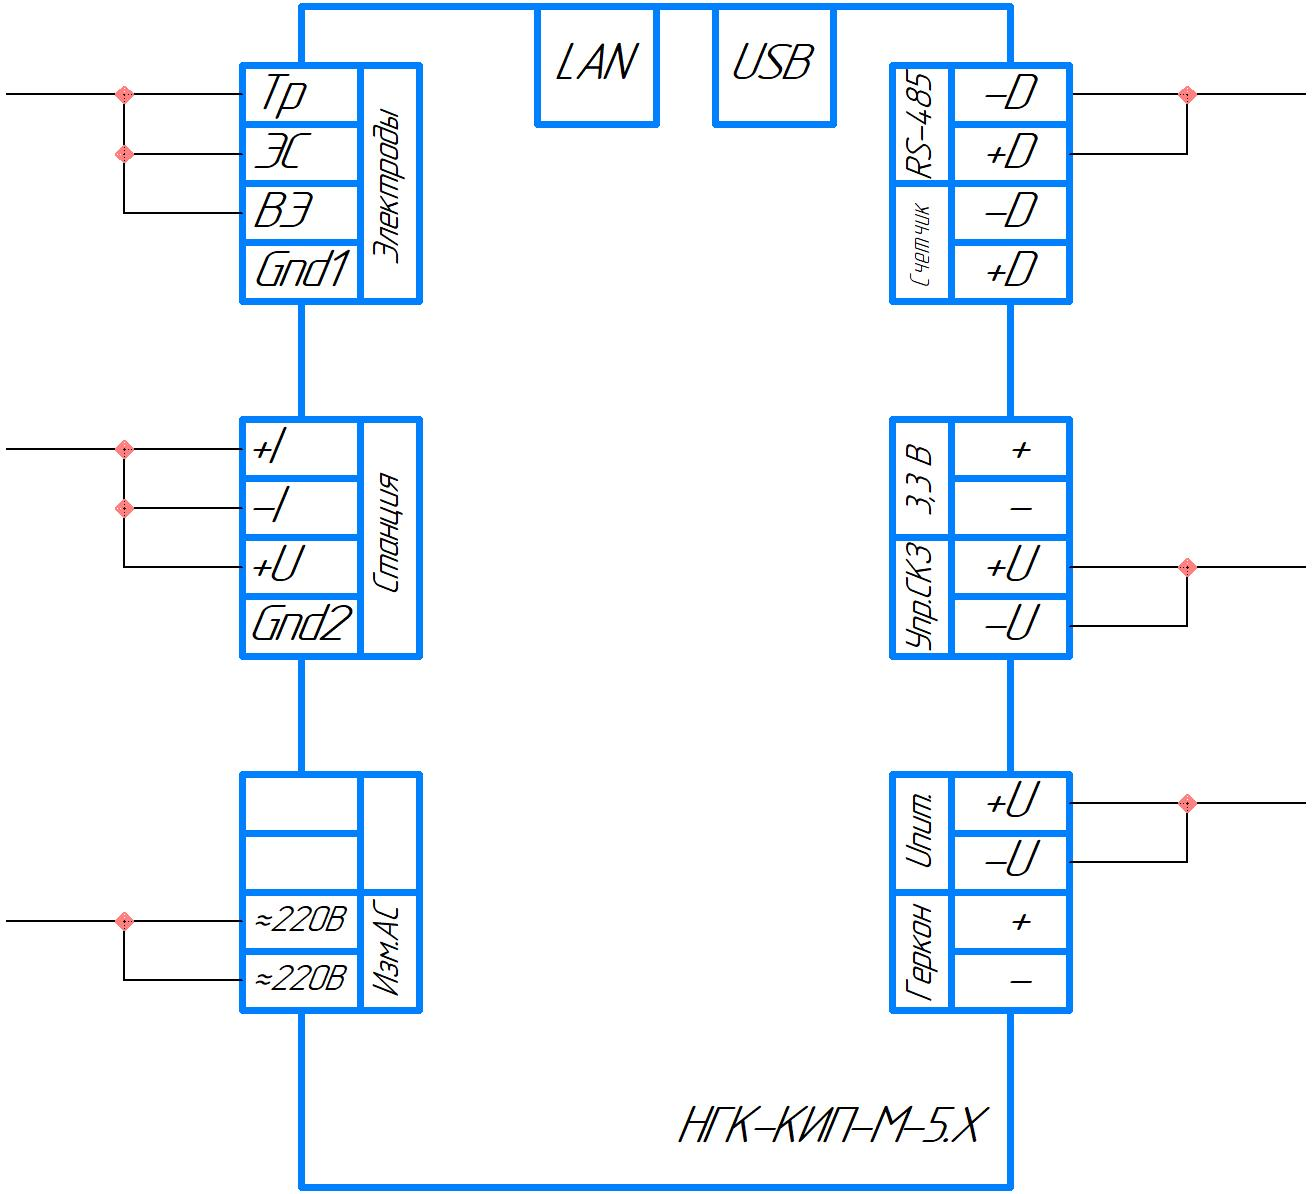 LAN
USB
Тр
ЭС
ВЭ
Gnd1
Электроды
RS-485
-D
+D
Счетчик
-D
+D
+I
-I
+U
Gnd2
Станция
3,3 В
+
-
Упр.СКЗ
+U
-U
≈220В
≈220В
Изм.АС
Uпит.
+U
-U
Геркон
+
-
НГК-КИП-М-5.Х